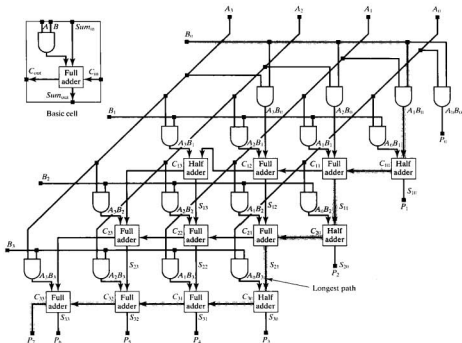 A₃ A₂ A₁ A₀
A B Sumᵢₙ
B₀
Cₒᵤₜ Full adder Cᵢₙ
Sumₒᵤₜ
Basic cell
A₃B₀ A₂B₀ A₁B₀ A₀B₀
B₁
P₀
A₃B₁ A₂B₁ A₁B₁ A₀B₁
C₁₃ Half adder C₁₂ Full adder C₁₁ Full adder C₁₀ Half adder
B₂
S₁₃ S₁₂ S₁₁ S₁₀
P₁
A₃B₂ A₂B₂ A₁B₂ A₀B₂
C₂₃ Full adder C₂₂ Full adder C₂₁ Full adder C₂₀ Half adder
B₃
S₂₃ S₂₂ S₂₁ S₂₀
P₂
A₃B₃ A₂B₃ A₁B₃ A₀B₃
Longest path
C₃₃ Full adder C₃₂ Full adder C₃₁ Full adder C₃₀ Half adder
S₃₃ S₃₂ S₃₁ S₃₀
P₇ P₆ P₅ P₄ P₃